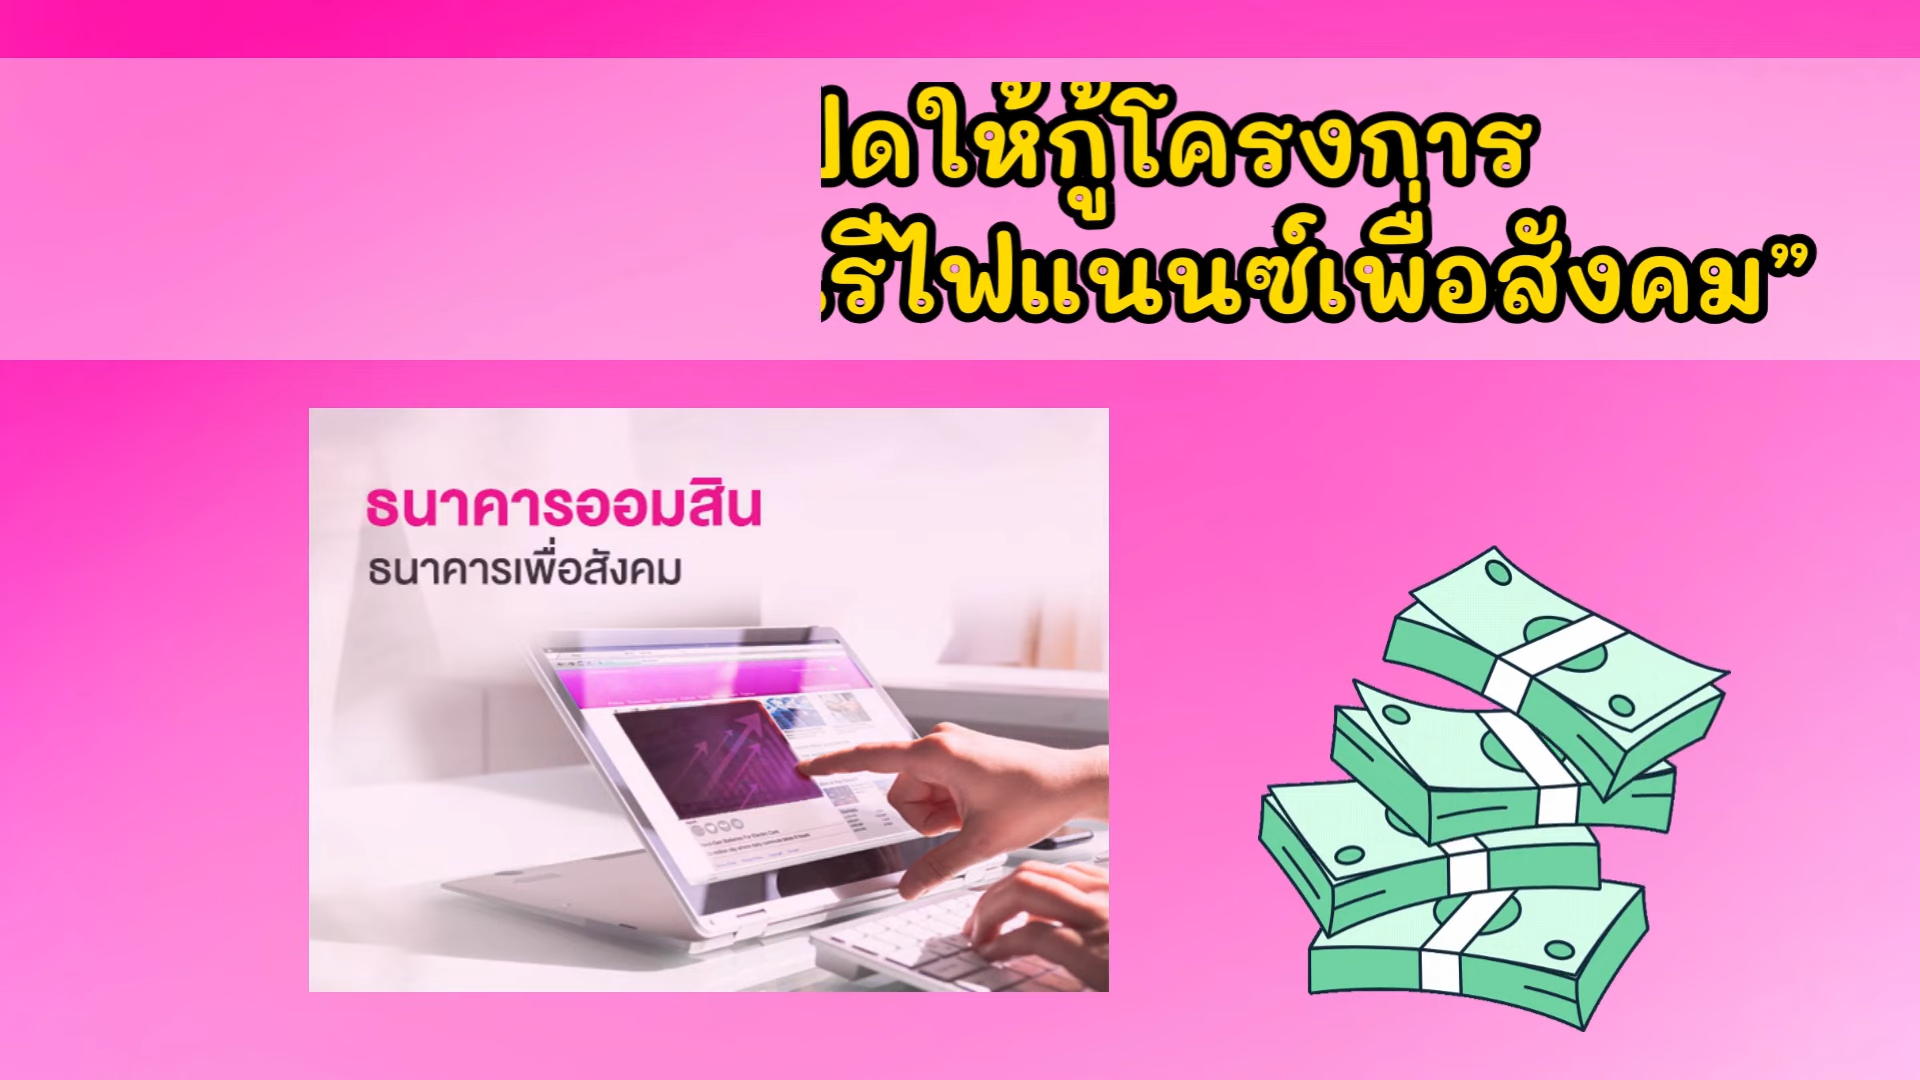 ให้กู้โครงการ
รีไฟแนนซ์เพื่อสังคม”
ธนาคารออมสิน
ธนาคารเพื่อสังคม